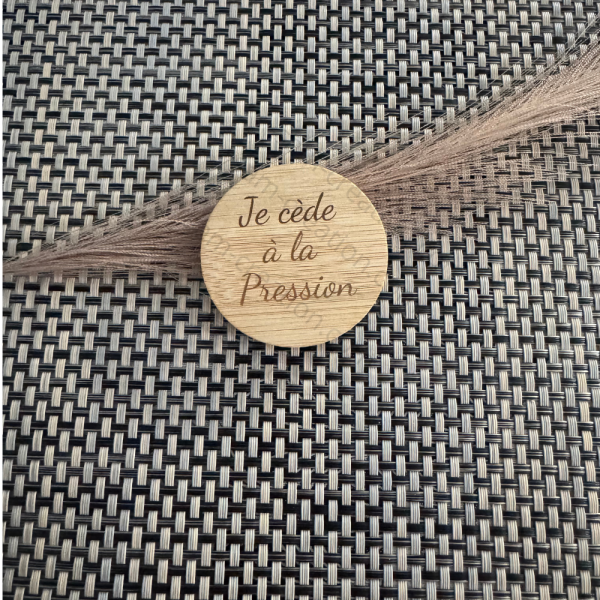 Je cède
à la
Pression